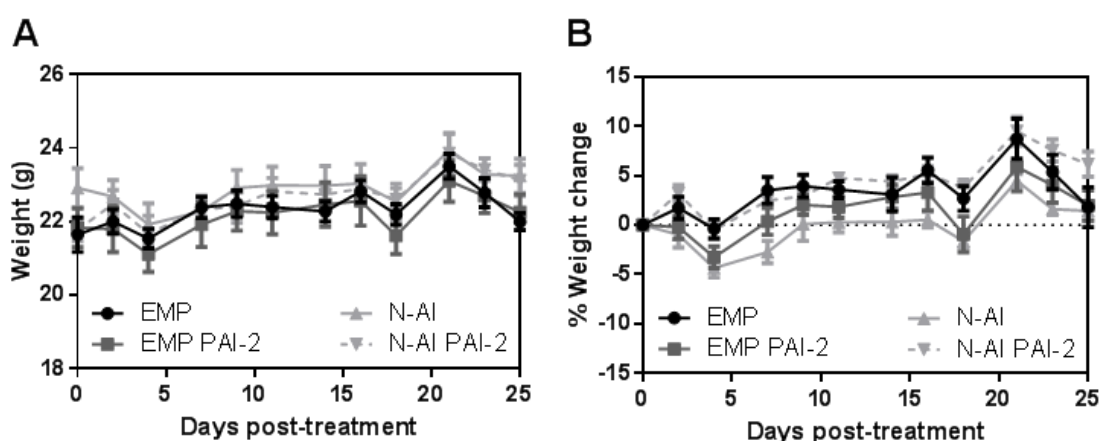 A
Weight (g)
26
24
22
20
18
EMP
EMP PAI-2
N-AI
N-AI PAI-2
0 5 10 15 20 25
Days post-treatment
B
% Weight change
15
10
5
0
-5
-10
-15
EMP
EMP PAI-2
N-AI
N-AI PAI-2
0 5 10 15 20 25
Days post-treatment